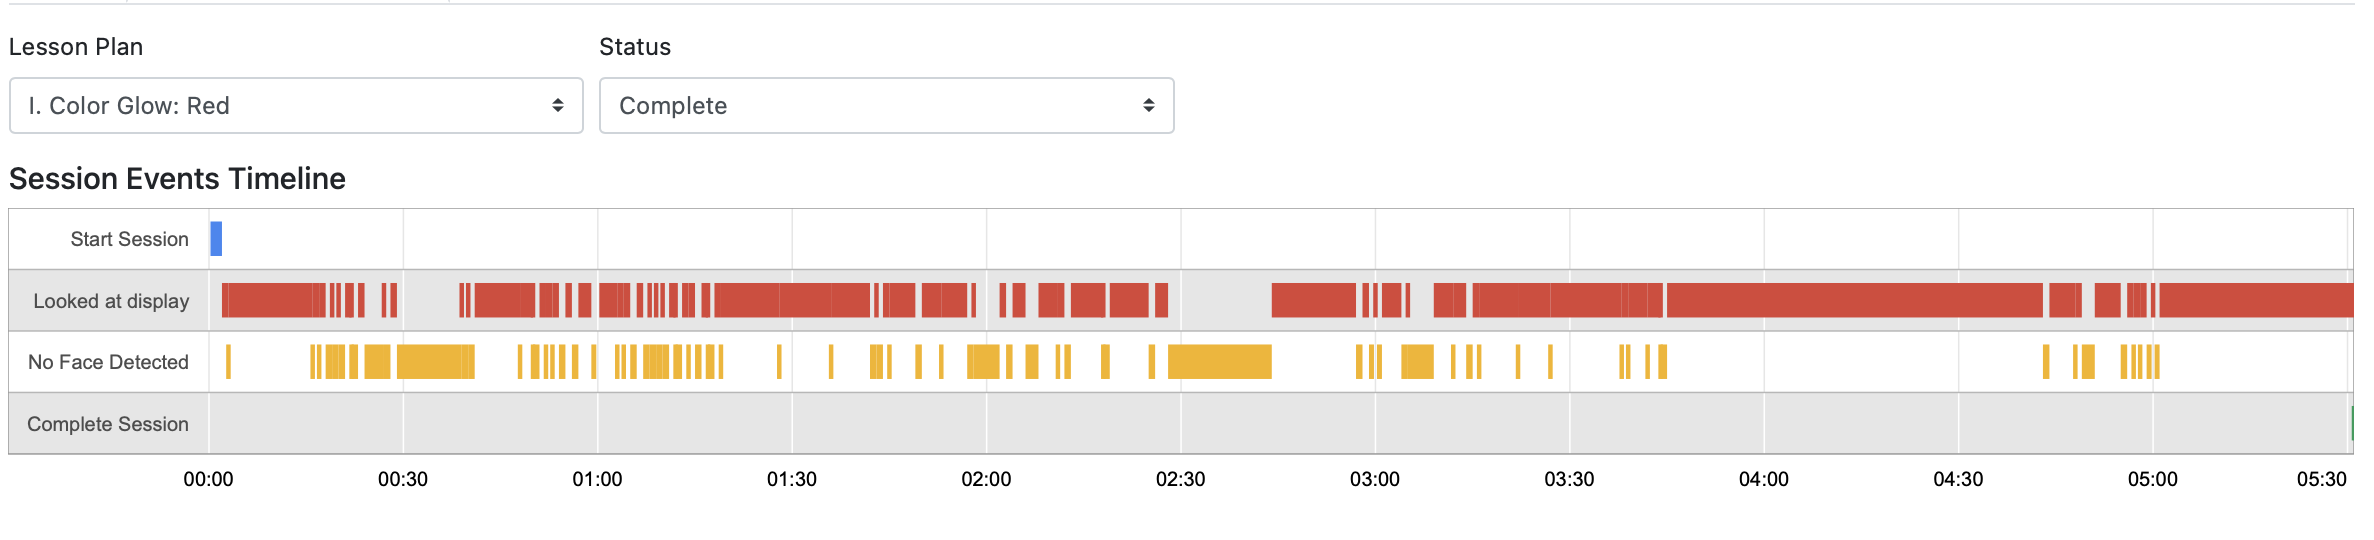 Lesson Plan
Status
I. Color Glow: Red
Complete
Session Events Timeline
Start Session
Looked at display
No Face Detected
Complete Session
00:00 00:30 01:00 01:30 02:00 02:30 03:00 03:30 04:00 04:30 05:00 05:30